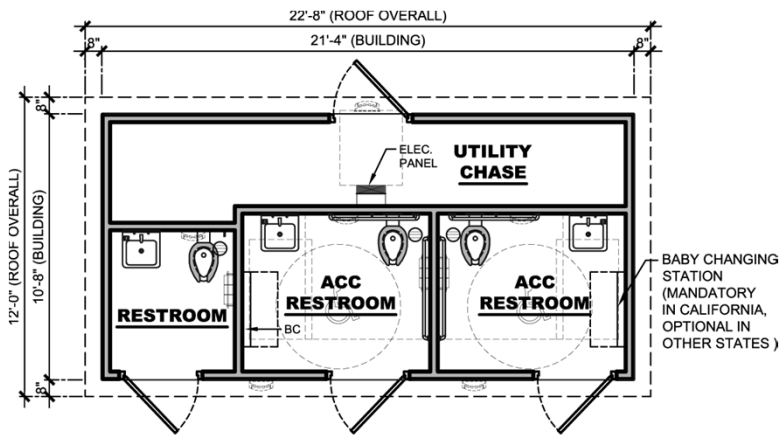 22'-8" (ROOF OVERALL)
8"
21'-4" (BUILDING)
8"
8"
12'-0" (ROOF OVERALL)
10'-8" (BUILDING)
8"
ELEC.
PANEL
UTILITY
CHASE
RESTROOM
ACC
RESTROOM
BC
ACC
RESTROOM
BABY CHANGING
STATION
(MANDATORY
IN CALIFORNIA,
OPTIONAL IN
OTHER STATES )